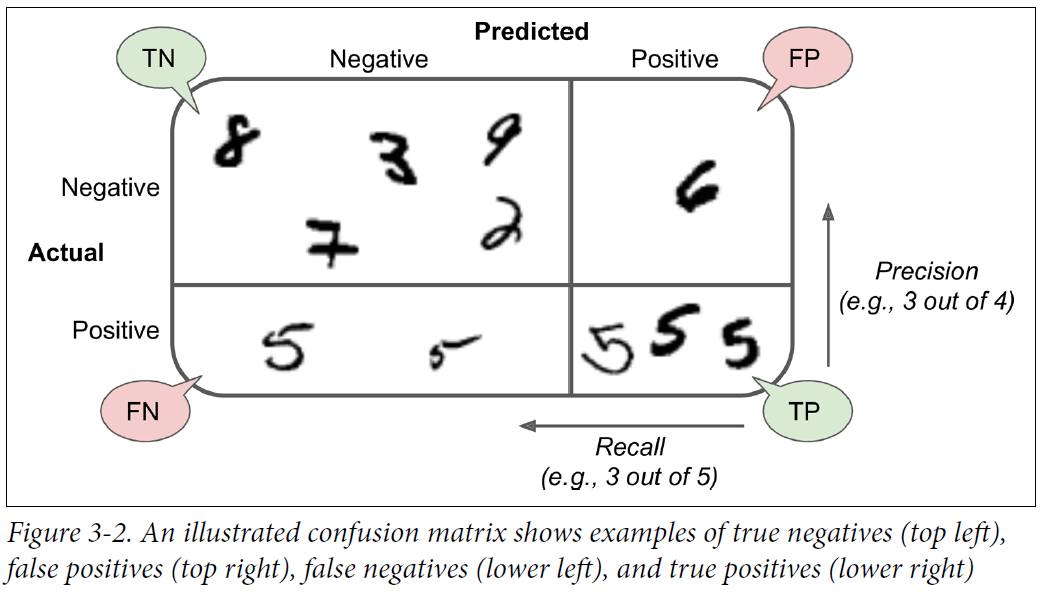 Predicted
TN Negative Positive FP
8 3 9 6
Negative
7 2
Actual
Precision
(e.g., 3 out of 4)
Positive 5 5 5 5 5
FN TP
Recall
(e.g., 3 out of 5)
Figure 3-2. An illustrated confusion matrix shows examples of true negatives (top left),
false positives (top right), false negatives (lower left), and true positives (lower right)